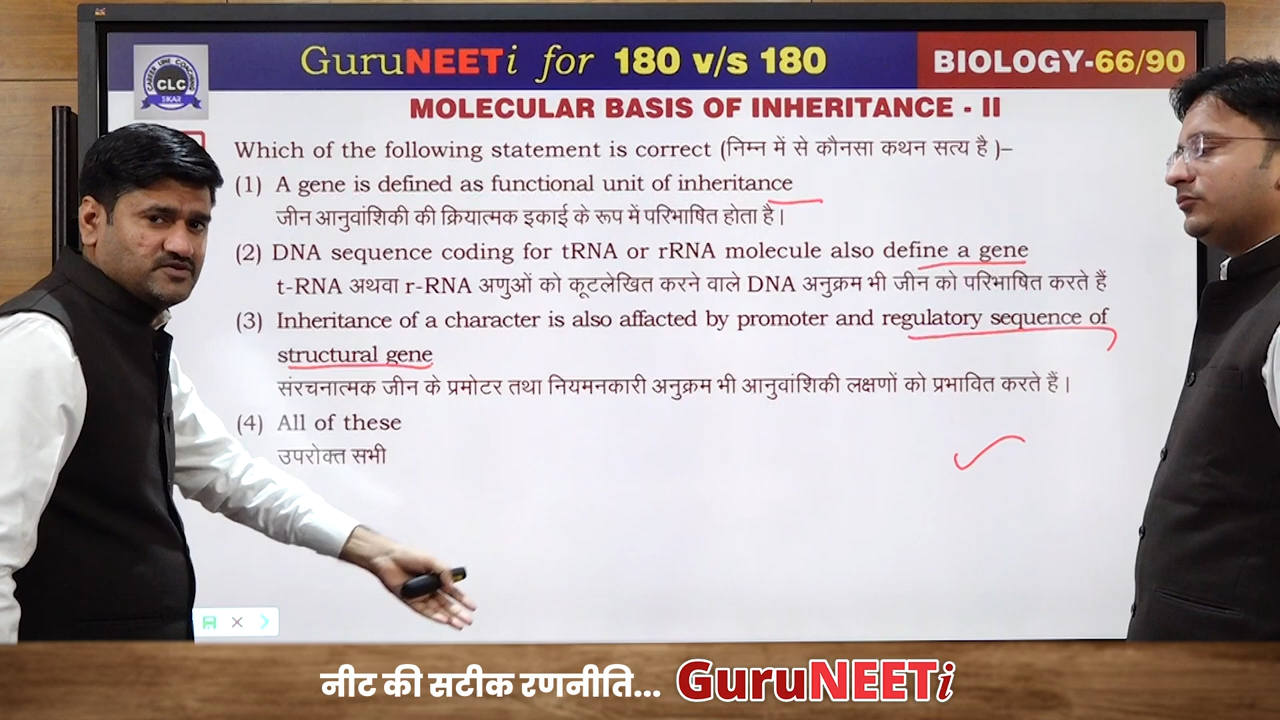 GuruNEETi for 180 v/s 180
BIOLOGY-66/90
CAREER LINE COACHING
CLC
SIKAR
MOLECULAR BASIS OF INHERITANCE - II
Which of the following statement is correct (निम्न में से कौनसा कथन सत्य है )–
(1) A gene is defined as functional unit of inheritance
जीन आनुवांशिकी की क्रियात्मक इकाई के रूप में परिभाषित होता है।
(2) DNA sequence coding for tRNA or rRNA molecule also define a gene
t-RNA अथवा r-RNA अणुओं को कूटलेखित करने वाले DNA अनुक्रम भी जीन को परिभाषित करते हैं
(3) Inheritance of a character is also affacted by promoter and regulatory sequence of
structural gene
संरचनात्मक जीन के प्रमोटर तथा नियमनकारी अनुक्रम भी आनुवांशिकी लक्षणों को प्रभावित करते हैं।
(4) All of these
उपरोक्त सभी
नीट की सटीक रणनीति... GuruNEETi